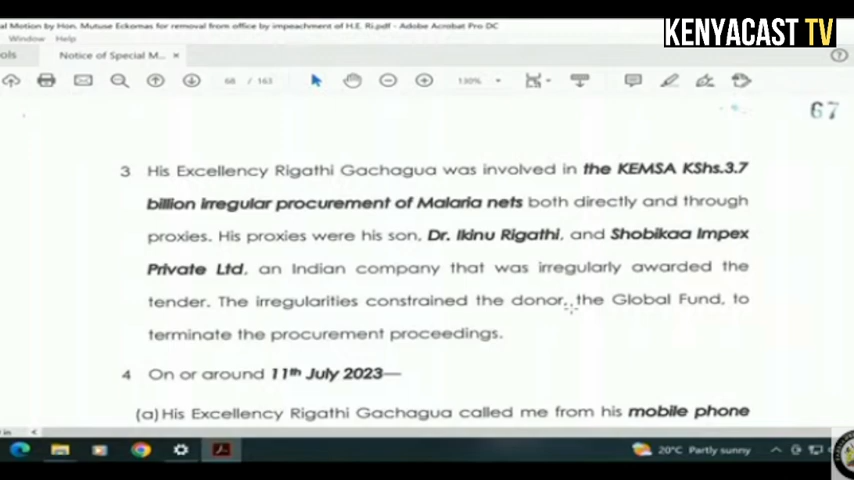 al Motion by Hon. Mutuse Eckomas for removal from office by impeachment of H.E. Ri.pdf - Adobe Acrobat Pro DC
KENYACAST TV
Window Help
ols
Notice of Special M... ×
68 / 163
130%
67
3 His Excellency Rigathi Gachagua was involved in the KEMSA KShs.3.7
billion irregular procurement of Malaria nets both directly and through
proxies. His proxies were his son, Dr. Ikinu Rigathi, and Shobikaa Impex
Private Ltd, an Indian company that was irregularly awarded the
tender. The irregularities constrained the donor, the Global Fund, to
terminate the procurement proceedings.
4 On or around 11th July 2023—
(a) His Excellency Rigathi Gachagua called me from his mobile phone
in
20°C Partly sunny